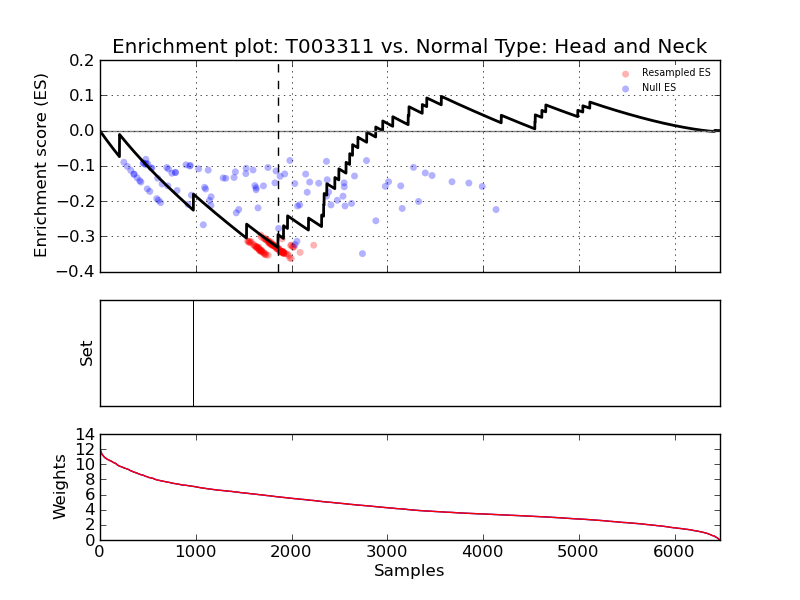 Enrichment plot: T003311 vs. Normal Type: Head and Neck
Enrichment score (ES)
0.2
0.1
0.0
−0.1
−0.2
−0.3
−0.4
Resampled ES
Null ES
Set
Weights
14
12
10
8
6
4
2
0
0 1000 2000 3000 4000 5000 6000
Samples